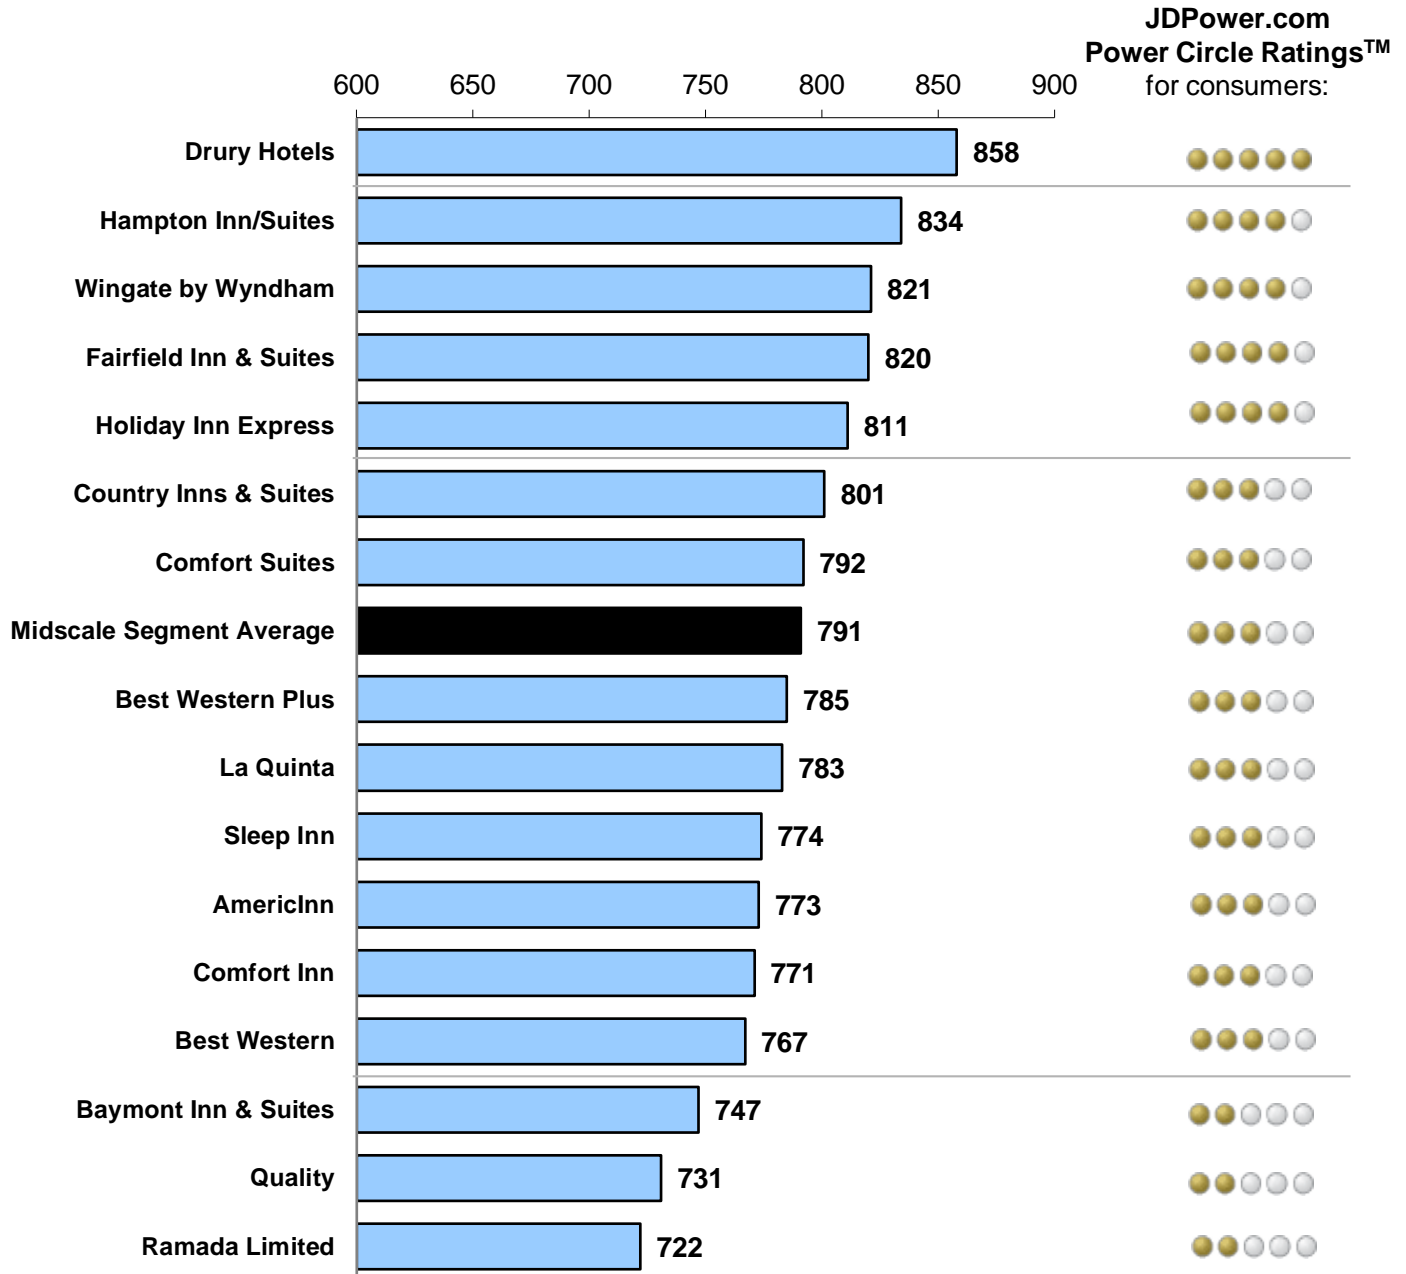 JDPower.com
Power Circle Ratings™
for consumers:
600 650 700 750 800 850 900
Drury Hotels 858
Hampton Inn/Suites 834
Wingate by Wyndham 821
Fairfield Inn & Suites 820
Holiday Inn Express 811
Country Inns & Suites 801
Comfort Suites 792
Midscale Segment Average 791
Best Western Plus 785
La Quinta 783
Sleep Inn 774
AmericInn 773
Comfort Inn 771
Best Western 767
Baymont Inn & Suites 747
Quality 731
Ramada Limited 722